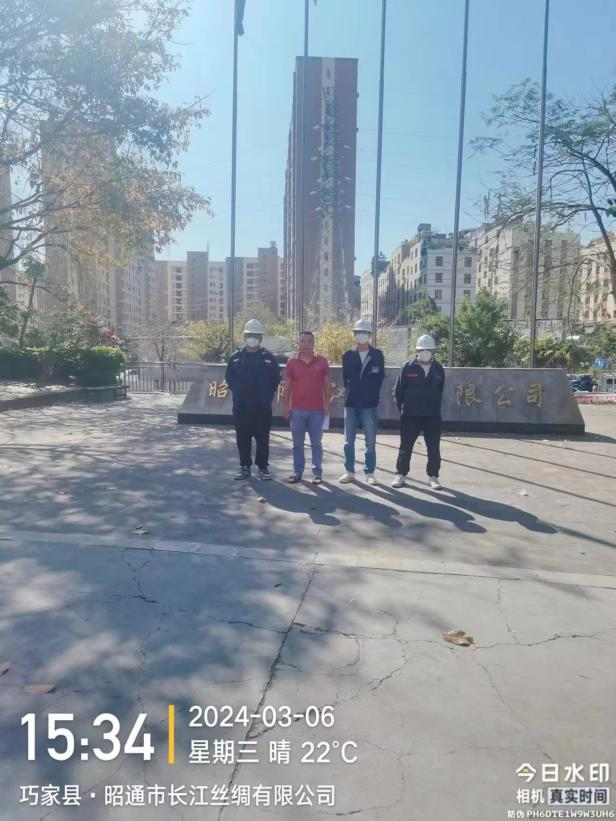 昭 江 限公司
15:34
2024-03-06
星期三 晴 22°C
巧家县·昭通市长江丝绸有限公司
今日水印
相机 真实时间
防伪 PH6DTE1W9W3UH6